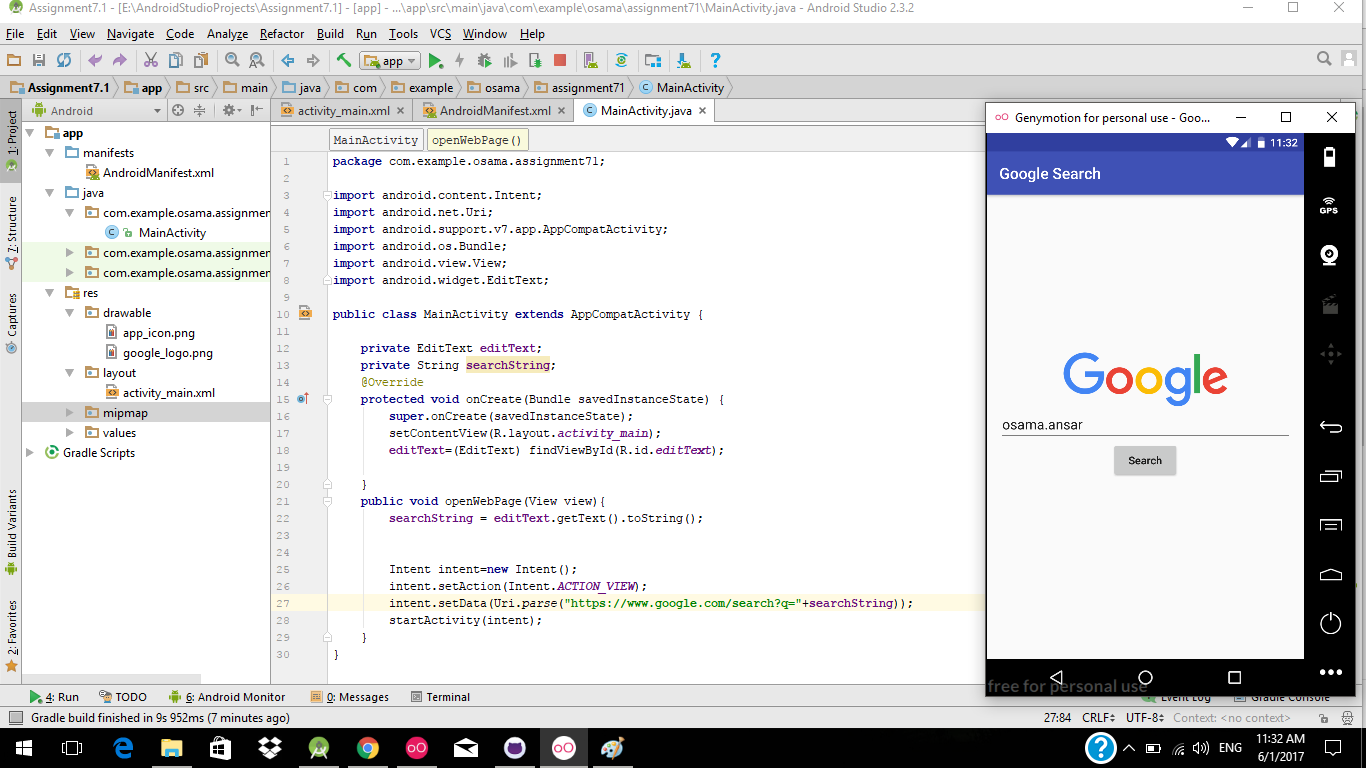 Assignment7.1 - [E:\AndroidStudioProjects\Assignment7.1] - [app] - ...\app\src\main\java\com\example\osama\assignment71\MainActivity.java - Android Studio 2.3.2
File Edit View Navigate Code Analyze Refactor Build Run Tools VCS Window Help
app
Assignment7.1 app src main java com example osama assignment71 MainActivity
Android
activity_main.xml AndroidManifest.xml MainActivity.java
1: Project
7: Structure
Captures
Build Variants
2: Favorites
app
manifests
AndroidManifest.xml
java
com.example.osama.assignmen
MainActivity
com.example.osama.assignmen
com.example.osama.assignmen
res
drawable
app_icon.png
google_logo.png
layout
activity_main.xml
mipmap
values
Gradle Scripts
MainActivity openWebPage()
1 package com.example.osama.assignment71;
2
3 import android.content.Intent;
4 import android.net.Uri;
5 import android.support.v7.app.AppCompatActivity;
6 import android.os.Bundle;
7 import android.view.View;
8 import android.widget.EditText;
9
10 public class MainActivity extends AppCompatActivity {
11
12 private EditText editText;
13 private String searchString;
14 @Override
15 protected void onCreate(Bundle savedInstanceState) {
16 super.onCreate(savedInstanceState);
17 setContentView(R.layout.activity_main);
18 editText=(EditText) findViewById(R.id.editText);
19
20 }
21 public void openWebPage(View view){
22 searchString = editText.getText().toString();
23
24
25 Intent intent=new Intent();
26 intent.setAction(Intent.ACTION_VIEW);
27 intent.setData(Uri.parse("https://www.google.com/search?q="+searchString));
28 startActivity(intent);
29 }
30 }
Genymotion for personal use - Goo...
11:32
Google Search
Google
osama.ansar
Search
GPS
free for personal use
4: Run TODO 6: Android Monitor 0: Messages Terminal Event Log Gradle Console
Gradle build finished in 9s 952ms (7 minutes ago) 27:84 CRLF UTF-8 Context: <no context>
ENG
11:32 AM
6/1/2017